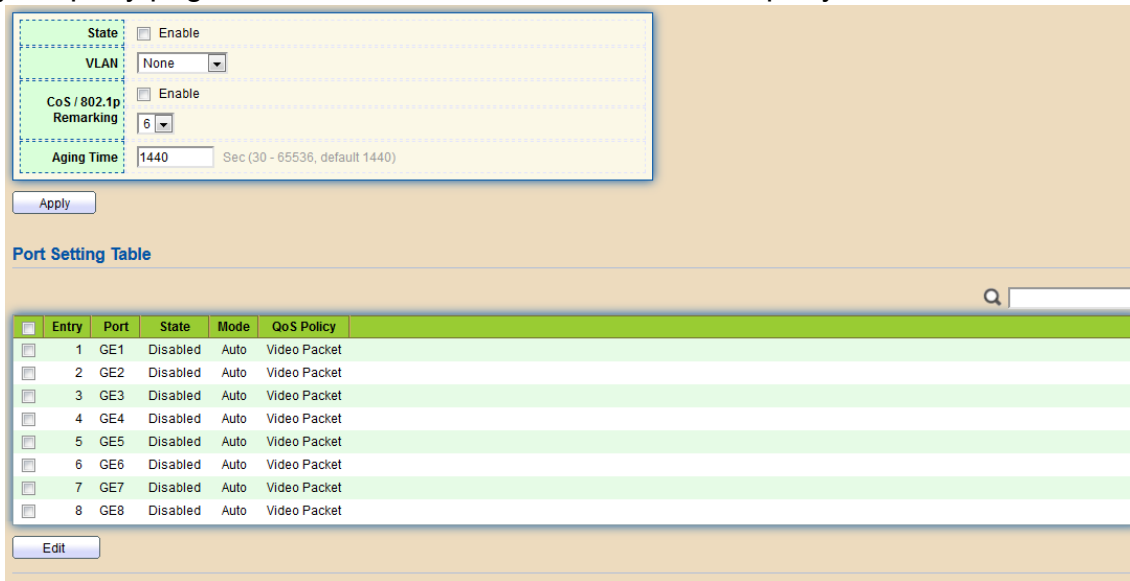 State Enable
VLAN None
CoS / 802.1p Remarking Enable
6
Aging Time 1440 Sec (30 - 65536, default 1440)
Apply
Port Setting Table
Entry Port State Mode QoS Policy
1 GE1 Disabled Auto Video Packet
2 GE2 Disabled Auto Video Packet
3 GE3 Disabled Auto Video Packet
4 GE4 Disabled Auto Video Packet
5 GE5 Disabled Auto Video Packet
6 GE6 Disabled Auto Video Packet
7 GE7 Disabled Auto Video Packet
8 GE8 Disabled Auto Video Packet
Edit